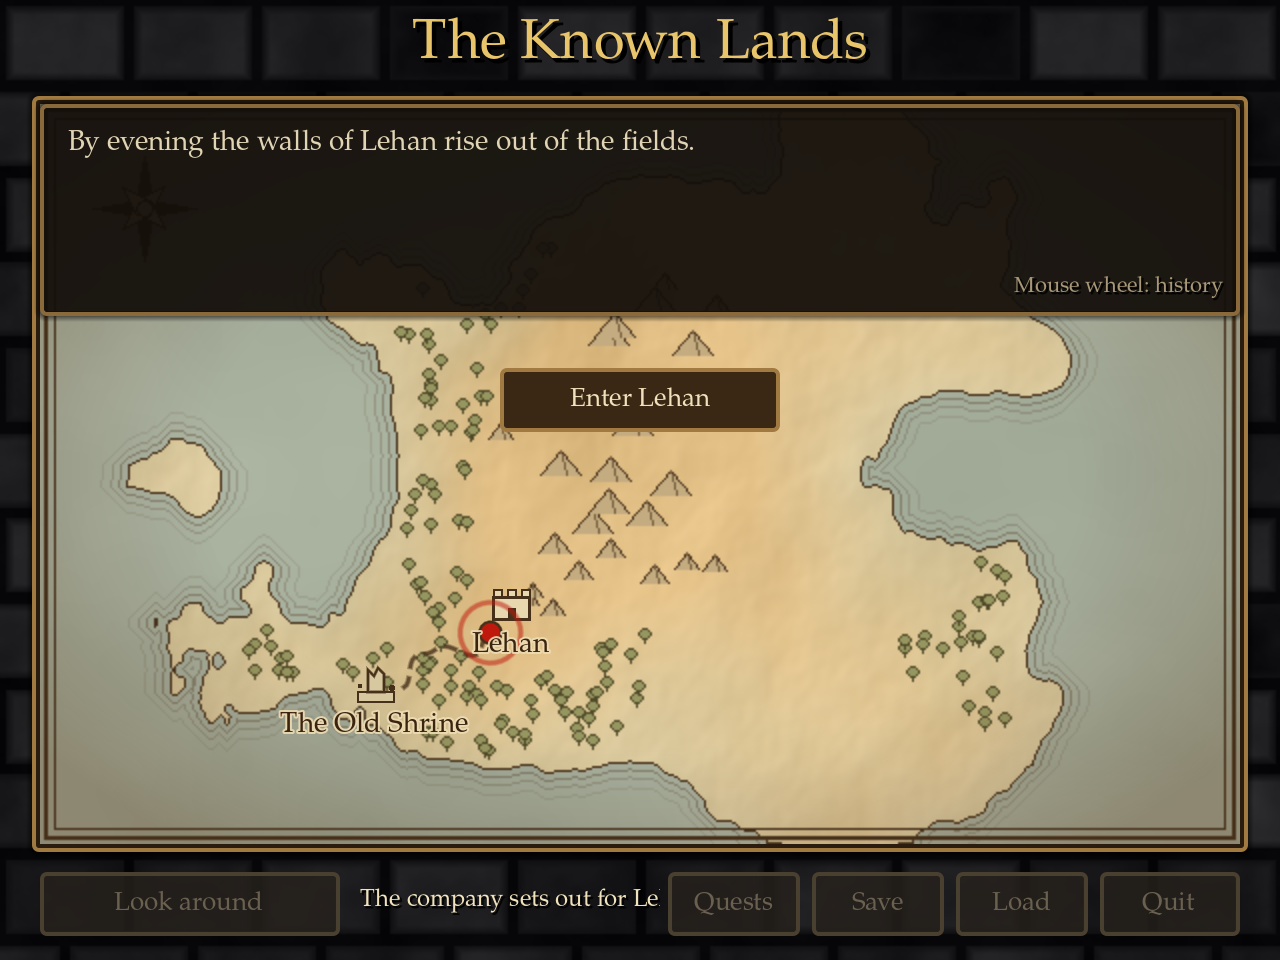 The Known Lands
By evening the walls of Lehan rise out of the fields.
Mouse wheel: history
Enter Lehan
Lehan
The Old Shrine
Look around
The company sets out for Le
Quests
Save
Load
Quit